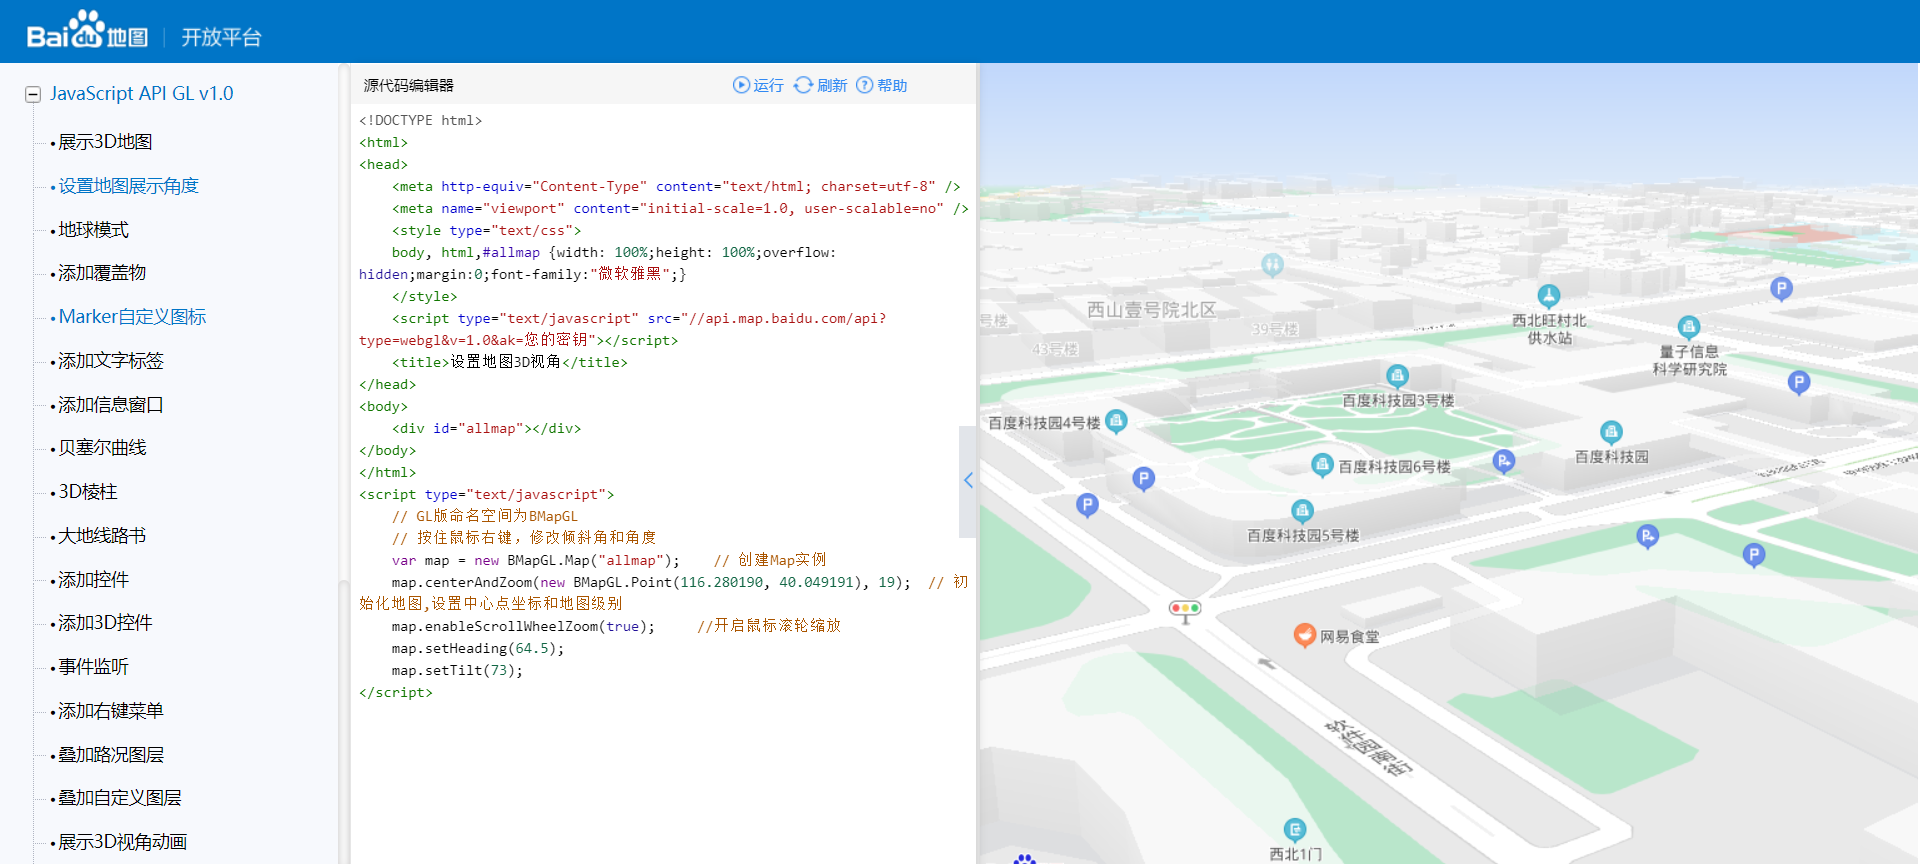 Bai du 地图 开放平台
JavaScript API GL v1.0
展示3D地图
设置地图展示角度
地球模式
添加覆盖物
Marker自定义图标
添加文字标签
添加信息窗口
贝塞尔曲线
3D棱柱
大地线路书
添加控件
添加3D控件
事件监听
添加右键菜单
叠加路况图层
叠加自定义图层
展示3D视角动画
源代码编辑器 运行 刷新 帮助
<!DOCTYPE html>
<html>
<head>
    <meta http-equiv="Content-Type" content="text/html; charset=utf-8" />
    <meta name="viewport" content="initial-scale=1.0, user-scalable=no" />
    <style type="text/css">
    body, html,#allmap {width: 100%;height: 100%;overflow:
hidden;margin:0;font-family:"微软雅黑";}
    </style>
    <script type="text/javascript" src="//api.map.baidu.com/api?
type=webgl&v=1.0&ak=您的密钥"></script>
    <title>设置地图3D视角</title>
</head>
<body>
    <div id="allmap"></div>
</body>
</html>
<script type="text/javascript">
    // GL版命名空间为BMapGL
    // 按住鼠标右键，修改倾斜角和角度
    var map = new BMapGL.Map("allmap");    // 创建Map实例
    map.centerAndZoom(new BMapGL.Point(116.280190, 40.049191), 19);  // 初
始化地图,设置中心点坐标和地图级别
    map.enableScrollWheelZoom(true);     //开启鼠标滚轮缩放
    map.setHeading(64.5);
    map.setTilt(73);
</script>
西山壹号院北区
号楼
39号楼
43号楼
西北旺村北
供水站
量子信息
科学研究院
P
P
百度科技园3号楼
百度科技园4号楼
百度科技园
百度科技园6号楼
P
P
P
百度科技园5号楼
P
P
网易食堂
软件园南街
西北1门